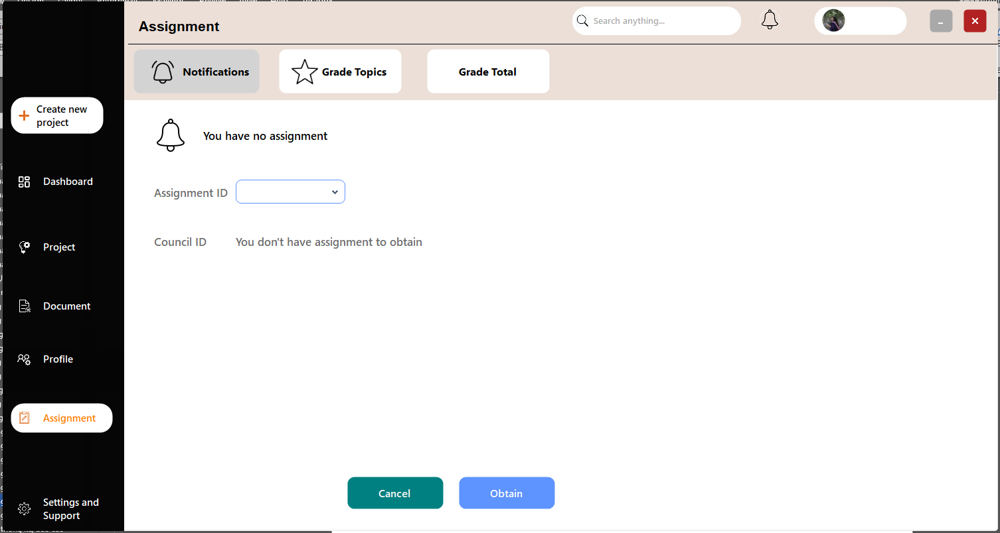 Assignment
Search anything...
Notifications
Grade Topics
Grade Total
Create new
project
Dashboard
Project
Document
Profile
Assignment
Settings and
Support
You have no assignment
Assignment ID
Council ID You don't have assignment to obtain
Cancel Obtain